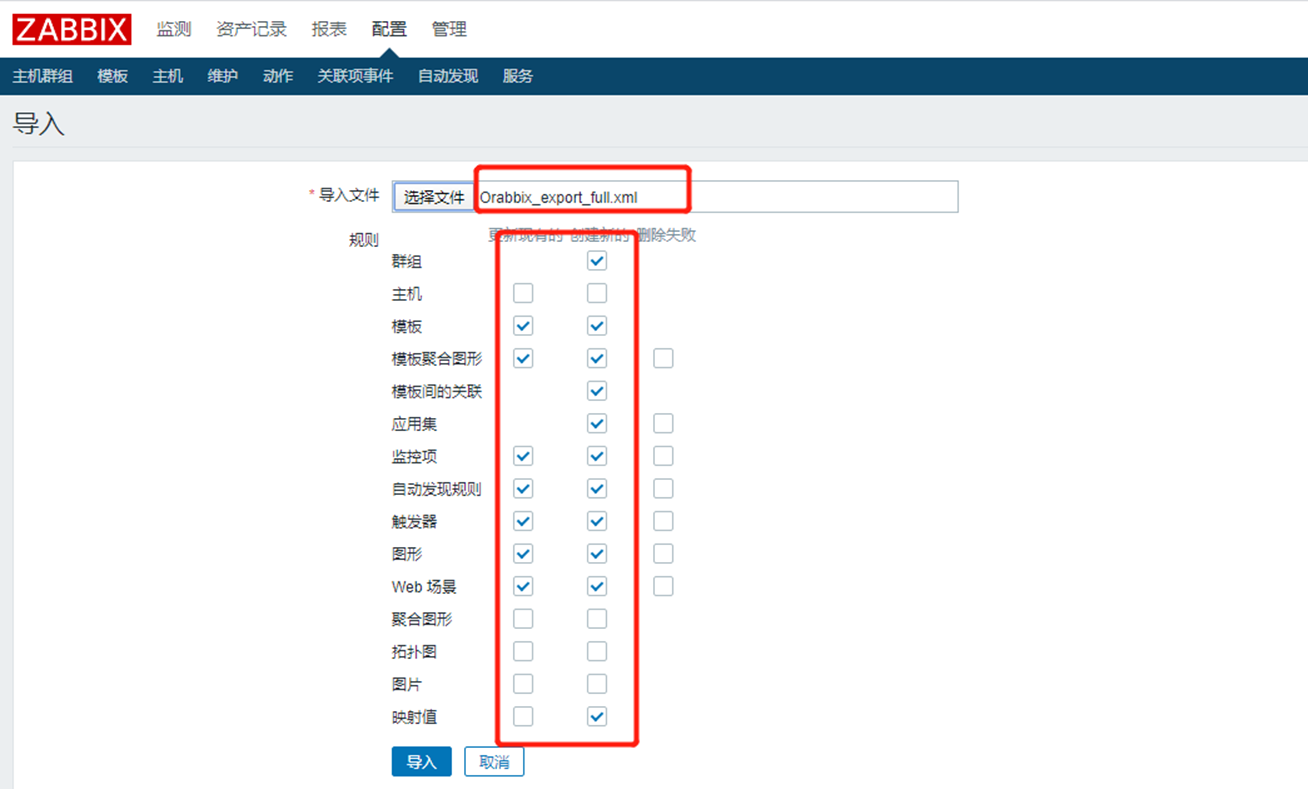 ZABBIX 监测 资产记录 报表 配置 管理
主机群组 模板 主机 维护 动作 关联项事件 自动发现 服务
导入
* 导入文件 选择文件 Orabbix_export_full.xml
规则 更新现有的 创建新的 删除失败
群组
主机
模板
模板聚合图形
模板间的关联
应用集
监控项
自动发现规则
触发器
图形
Web 场景
聚合图形
拓扑图
图片
映射值
导入 取消